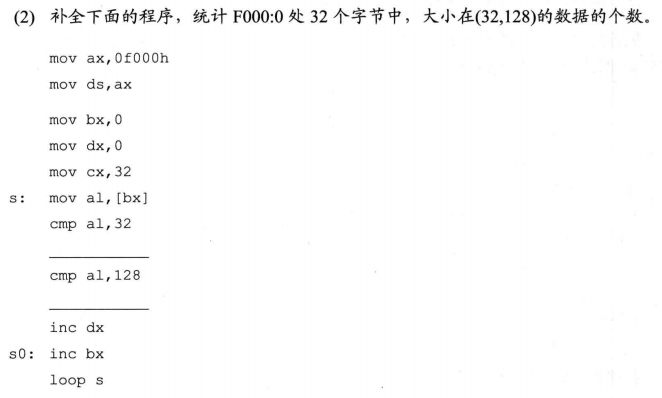 (2) 补全下面的程序，统计 F000:0 处 32 个字节中，大小在(32,128)的数据的个数。
mov ax,0f000h
mov ds,ax
mov bx,0
mov dx,0
mov cx,32
s: mov al,[bx]
cmp al,32
__________
cmp al,128
__________
inc dx
s0: inc bx
loop s